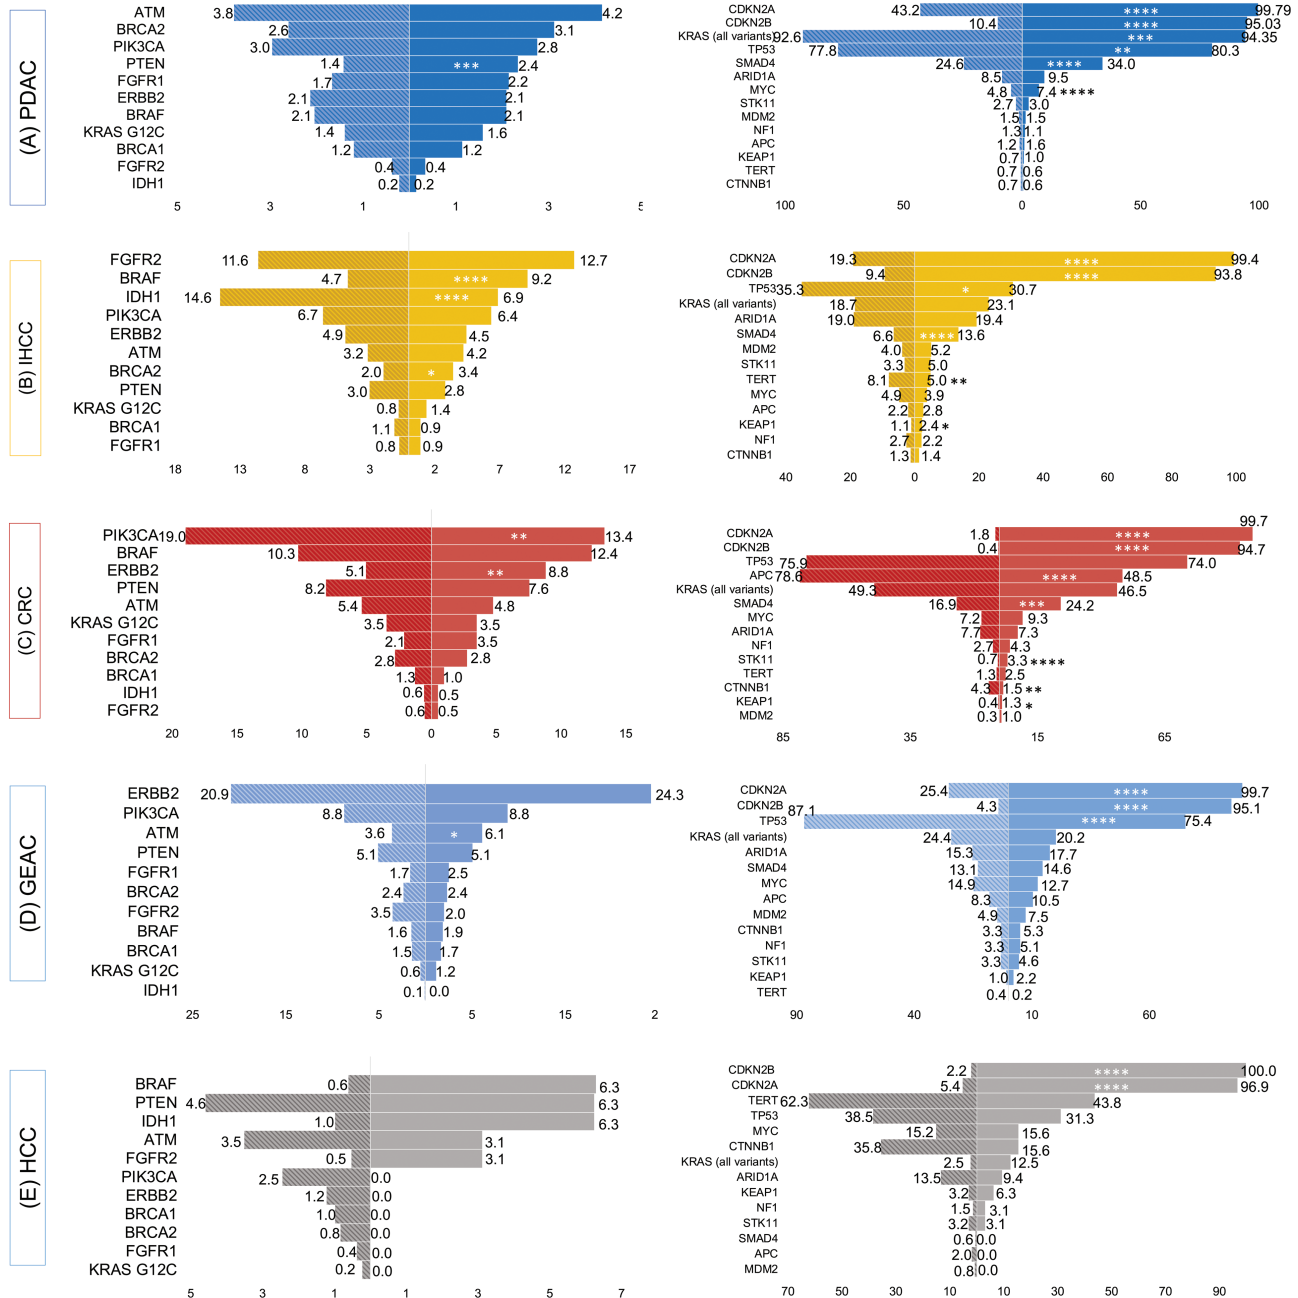 (A) PDAC
ATM 3.8 4.2
BRCA2 2.6 3.1
PIK3CA 3.0 2.8
PTEN 1.4 *** 2.4
FGFR1 1.7 2.2
ERBB2 2.1 2.1
BRAF 2.1 2.1
KRAS G12C 1.4 1.6
BRCA1 1.2 1.2
FGFR2 0.4 0.4
IDH1 0.2 0.2
5 3 1 1 3 5
CDKN2A 43.2 **** 99.79
CDKN2B 10.4 **** 95.03
KRAS (all variants) 92.6 *** 94.35
TP53 77.8 ** 80.3
SMAD4 24.6 **** 34.0
ARID1A 8.5 9.5
MYC 4.8 7.4 ****
STK11 2.7 3.0
MDM2 1.5 1.5
NF1 1.3 1.1
APC 1.2 1.6
KEAP1 0.7 1.0
TERT 0.7 0.6
CTNNB1 0.7 0.6
100 50 0 50 100
(B) IHCC
FGFR2 11.6 12.7
BRAF 4.7 **** 9.2
IDH1 14.6 **** 6.9
PIK3CA 6.7 6.4
ERBB2 4.9 4.5
ATM 3.2 4.2
BRCA2 2.0 * 3.4
PTEN 3.0 2.8
KRAS G12C 0.8 1.4
BRCA1 1.1 0.9
FGFR1 0.8 0.9
18 13 8 3 2 7 12 17
CDKN2A 19.3 **** 99.4
CDKN2B 9.4 **** 93.8
TP53 35.3 * 30.7
KRAS (all variants) 18.7 23.1
ARID1A 19.0 19.4
SMAD4 6.6 **** 13.6
MDM2 4.0 5.2
STK11 3.3 5.0
TERT 8.1 5.0 **
MYC 4.9 3.9
APC 2.2 2.8
KEAP1 1.1 2.4 *
NF1 2.7 2.2
CTNNB1 1.3 1.4
40 20 0 20 40 60 80 100
(C) CRC
PIK3CA 19.0 ** 13.4
BRAF 10.3 12.4
ERBB2 5.1 ** 8.8
PTEN 8.2 7.6
ATM 5.4 4.8
KRAS G12C 3.5 3.5
FGFR1 2.1 3.5
BRCA2 2.8 2.8
BRCA1 1.3 1.0
IDH1 0.6 0.5
FGFR2 0.6 0.5
20 15 10 5 0 5 10 15
CDKN2A 1.8 **** 99.7
CDKN2B 0.4 **** 94.7
TP53 75.9 74.0
APC 78.6 **** 48.5
KRAS (all variants) 49.3 46.5
SMAD4 16.9 *** 24.2
MYC 7.2 9.3
ARID1A 7.7 7.3
NF1 2.7 4.3
STK11 0.7 3.3 ****
TERT 1.3 2.5
CTNNB1 4.3 1.5 **
KEAP1 0.4 1.3 *
MDM2 0.3 1.0
85 35 15 65
(D) GEAC
ERBB2 20.9 24.3
PIK3CA 8.8 8.8
ATM 3.6 * 6.1
PTEN 5.1 5.1
FGFR1 1.7 2.5
BRCA2 2.4 2.4
FGFR2 3.5 2.0
BRAF 1.6 1.9
BRCA1 1.5 1.7
KRAS G12C 0.6 1.2
IDH1 0.1 0.0
25 15 5 5 15 2
CDKN2A 25.4 **** 99.7
CDKN2B 4.3 **** 95.1
TP53 87.1 **** 75.4
KRAS (all variants) 24.4 20.2
ARID1A 15.3 17.7
SMAD4 13.1 14.6
MYC 14.9 12.7
APC 8.3 10.5
MDM2 4.9 7.5
CTNNB1 3.3 5.3
NF1 3.3 5.1
STK11 3.3 4.6
KEAP1 1.0 2.2
TERT 0.4 0.2
90 40 10 60
(E) HCC
BRAF 0.6 6.3
PTEN 4.6 6.3
IDH1 1.0 6.3
ATM 3.5 3.1
FGFR2 0.5 3.1
PIK3CA 2.5 0.0
ERBB2 1.2 0.0
BRCA1 1.0 0.0
BRCA2 0.8 0.0
FGFR1 0.4 0.0
KRAS G12C 0.2 0.0
5 3 1 1 3 5 7
CDKN2B 2.2 **** 100.0
CDKN2A 5.4 **** 96.9
TERT 62.3 43.8
TP53 38.5 31.3
MYC 15.2 15.6
CTNNB1 35.8 15.6
KRAS (all variants) 2.5 12.5
ARID1A 13.5 9.4
KEAP1 3.2 6.3
NF1 1.5 3.1
STK11 3.2 3.1
SMAD4 0.6 0.0
APC 2.0 0.0
MDM2 0.8 0.0
70 50 30 10 10 30 50 70 90